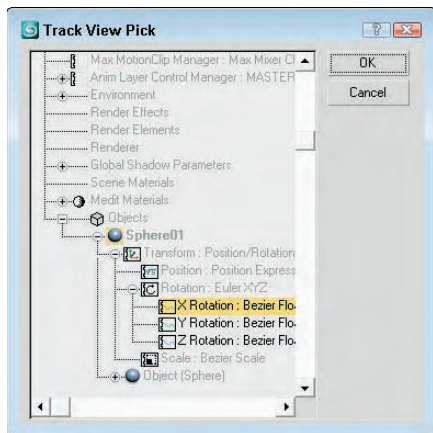 Track View Pick
Max MotionClip Manager : Max Mixer Cl
Anim Layer Control Manager : MASTER
Environment
Render Effects
Render Elements
Renderer
Global Shadow Parameters
Scene Materials
Medit Materials
Objects
Sphere01
Transform : Position/Rotation
Position : Position Express
Rotation : Euler XYZ
X Rotation : Bezier Flo
Y Rotation : Bezier Flo
Z Rotation : Bezier Flo
Scale : Bezier Scale
Object (Sphere)
OK
Cancel